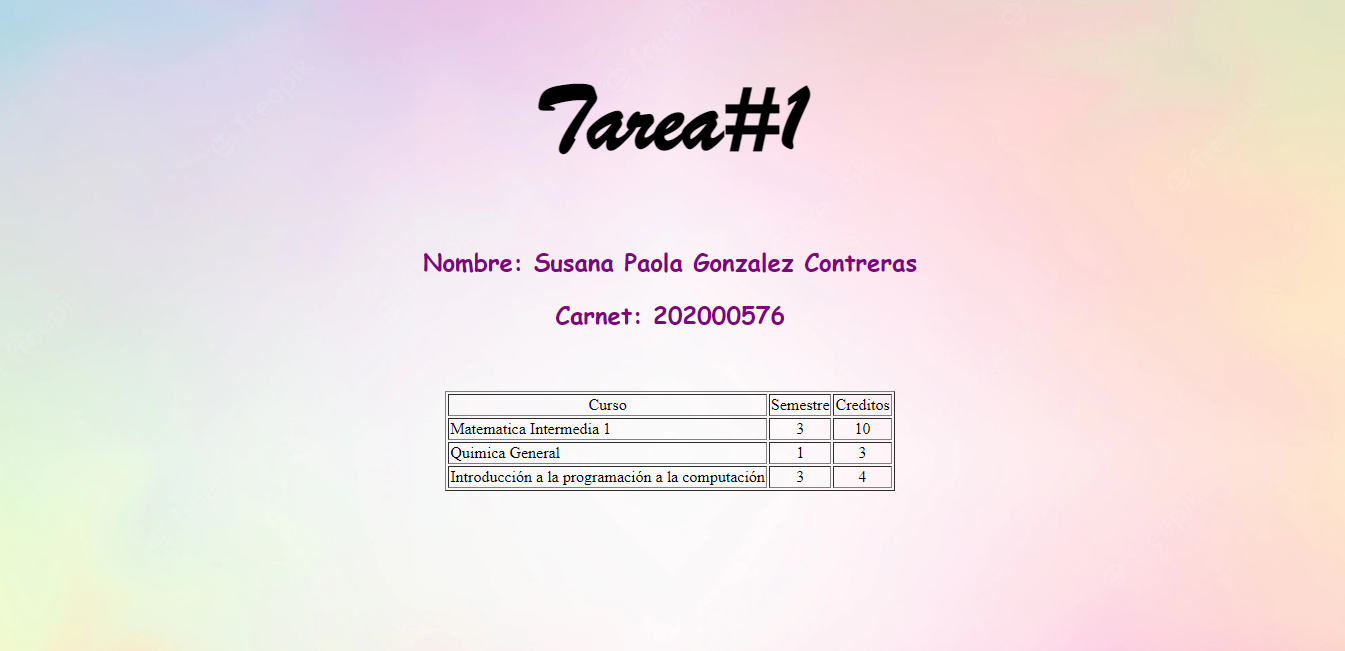 Tarea#1
Nombre: Susana Paola Gonzalez Contreras
Carnet: 202000576
Curso Semestre Creditos
Matematica Intermedia 1 3 10
Quimica General 1 3
Introducción a la programación a la computación 3 4